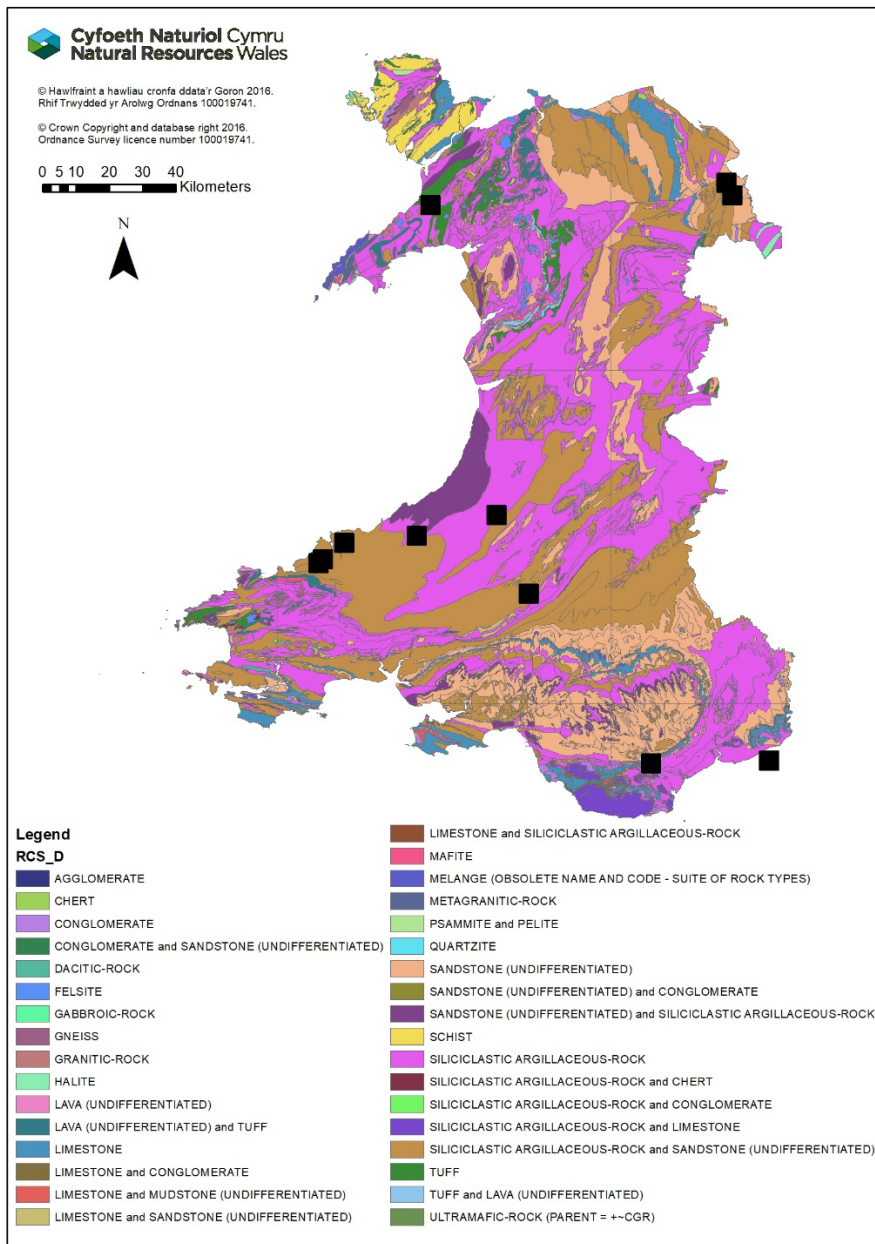 Cyfoeth Naturiol Cymru
Natural Resources Wales
© Hawlfraint a hawliau cronfa ddata'r Goron 2016.
Rhif Trwydded yr Arolwg Ordnans 100019741.
© Crown Copyright and database right 2016.
Ordnance Survey licence number 100019741.
0 5 10 20 30 40
Kilometers
N
Legend
RCS_D
AGGLOMERATE
CHERT
CONGLOMERATE
CONGLOMERATE and SANDSTONE (UNDIFFERENTIATED)
DACITIC-ROCK
FELSITE
GABBROIC-ROCK
GNEISS
GRANITIC-ROCK
HALITE
LAVA (UNDIFFERENTIATED)
LAVA (UNDIFFERENTIATED) and TUFF
LIMESTONE
LIMESTONE and CONGLOMERATE
LIMESTONE and MUDSTONE (UNDIFFERENTIATED)
LIMESTONE and SANDSTONE (UNDIFFERENTIATED)
LIMESTONE and SILICICLASTIC ARGILLACEOUS-ROCK
MAFITE
MELANGE (OBSOLETE NAME AND CODE - SUITE OF ROCK TYPES)
METAGRANITIC-ROCK
PSAMMITE and PELITE
QUARTZITE
SANDSTONE (UNDIFFERENTIATED)
SANDSTONE (UNDIFFERENTIATED) and CONGLOMERATE
SANDSTONE (UNDIFFERENTIATED) and SILICICLASTIC ARGILLACEOUS-ROCK
SCHIST
SILICICLASTIC ARGILLACEOUS-ROCK
SILICICLASTIC ARGILLACEOUS-ROCK and CHERT
SILICICLASTIC ARGILLACEOUS-ROCK and CONGLOMERATE
SILICICLASTIC ARGILLACEOUS-ROCK and LIMESTONE
SILICICLASTIC ARGILLACEOUS-ROCK and SANDSTONE (UNDIFFERENTIATED)
TUFF
TUFF and LAVA (UNDIFFERENTIATED)
ULTRAMAFIC-ROCK (PARENT = +~CGR)